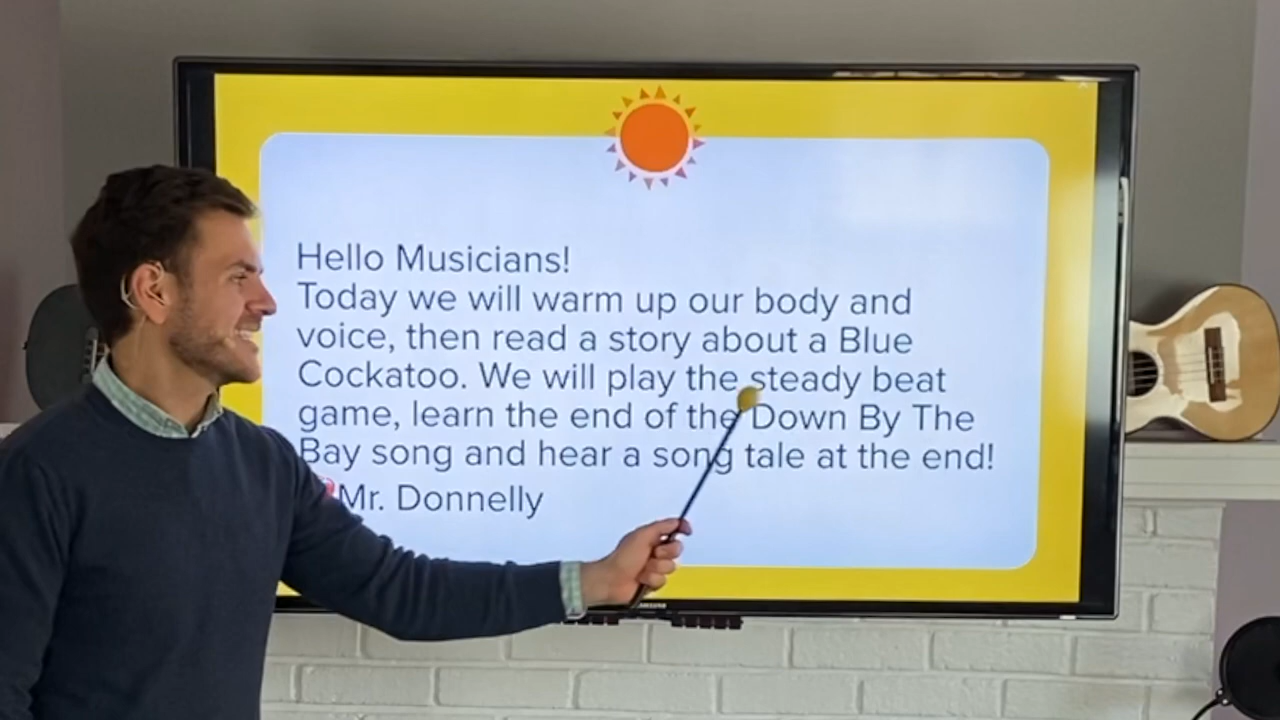 Hello Musicians!
Today we will warm up our body and
voice, then read a story about a Blue
Cockatoo. We will play the steady beat
game, learn the end of the Down By The
Bay song and hear a song tale at the end!
Mr. Donnelly
SAMSUNG